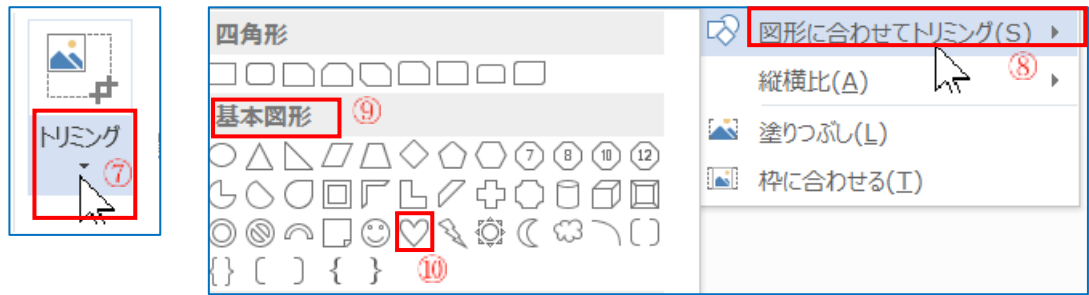 トリミング
⑦
四角形
基本図形 ⑨
7 8 10 12
⑩
図形に合わせてトリミング(S)
⑧
縦横比(A)
塗りつぶし(L)
枠に合わせる(T)